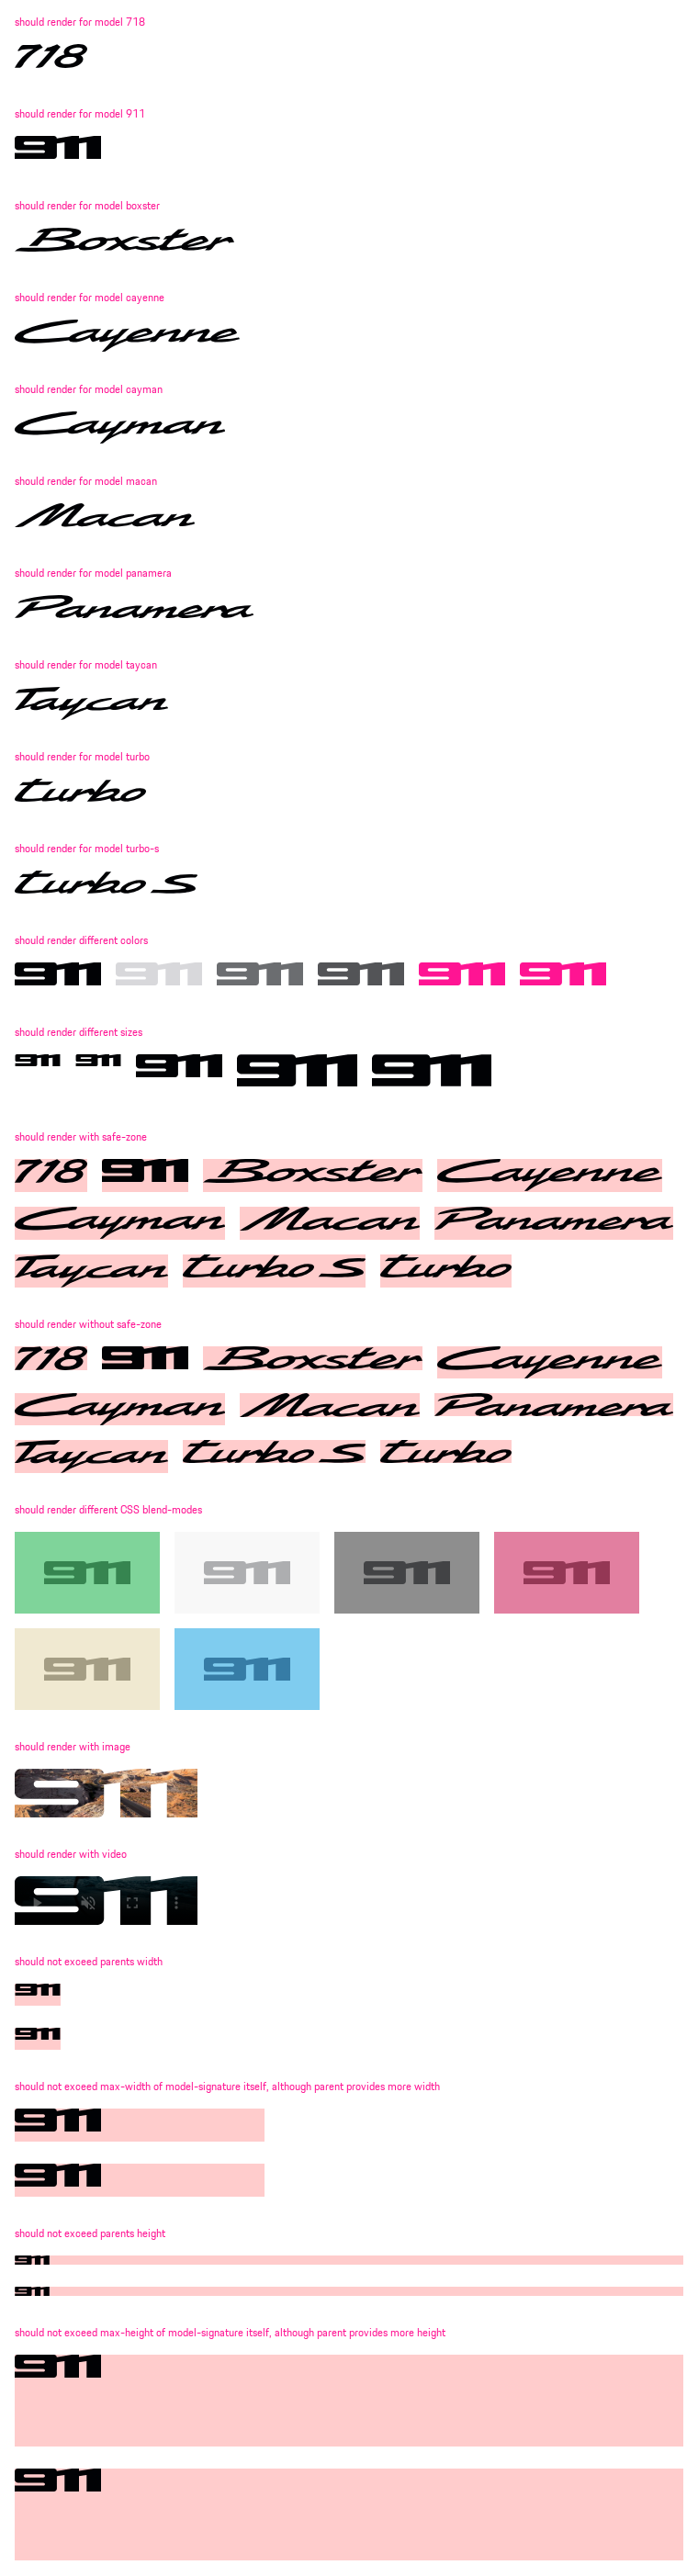 should render for model 718
718
should render for model 911
911
should render for model boxster
Boxster
should render for model cayenne
Cayenne
should render for model cayman
Cayman
should render for model macan
Macan
should render for model panamera
Panamera
should render for model taycan
Taycan
should render for model turbo
turbo
should render for model turbo-s
turbo S
should render different colors
911 911 911 911 911 911
should render different sizes
911 911 911 911 911
should render with safe-zone
718 911 Boxster Cayenne
Cayman Macan Panamera
Taycan turbo S turbo
should render without safe-zone
718 911 Boxster Cayenne
Cayman Macan Panamera
Taycan turbo S turbo
should render different CSS blend-modes
911 911 911 911
911 911
should render with image
911
should render with video
911
should not exceed parents width
911
911
should not exceed max-width of model-signature itself, although parent provides more width
911
911
should not exceed parents height
911
911
should not exceed max-height of model-signature itself, although parent provides more height
911
911